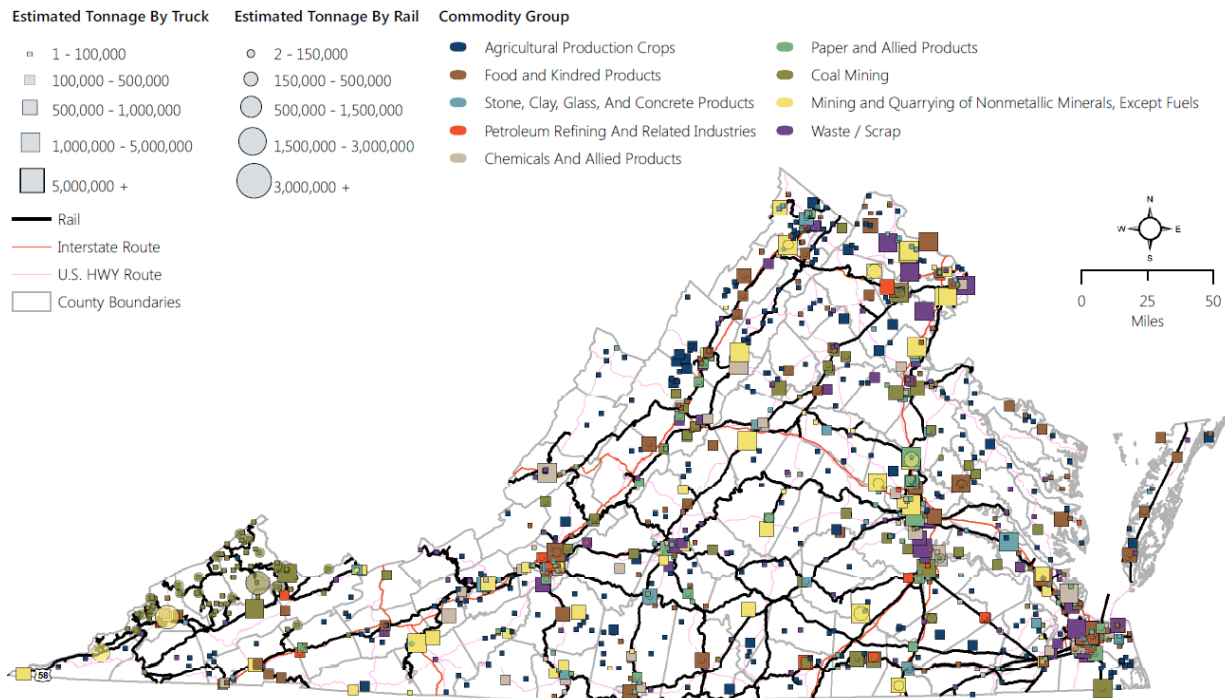 Estimated Tonnage By Truck
1 - 100,000
100,000 - 500,000
500,000 - 1,000,000
1,000,000 - 5,000,000
5,000,000 +
Estimated Tonnage By Rail
2 - 150,000
150,000 - 500,000
500,000 - 1,500,000
1,500,000 - 3,000,000
3,000,000 +
Commodity Group
Agricultural Production Crops
Food and Kindred Products
Stone, Clay, Glass, And Concrete Products
Petroleum Refining And Related Industries
Chemicals And Allied Products
Paper and Allied Products
Coal Mining
Mining and Quarrying of Nonmetallic Minerals, Except Fuels
Waste / Scrap
Rail
Interstate Route
U.S. HWY Route
County Boundaries
N
W E
S
0 25 50
Miles
58